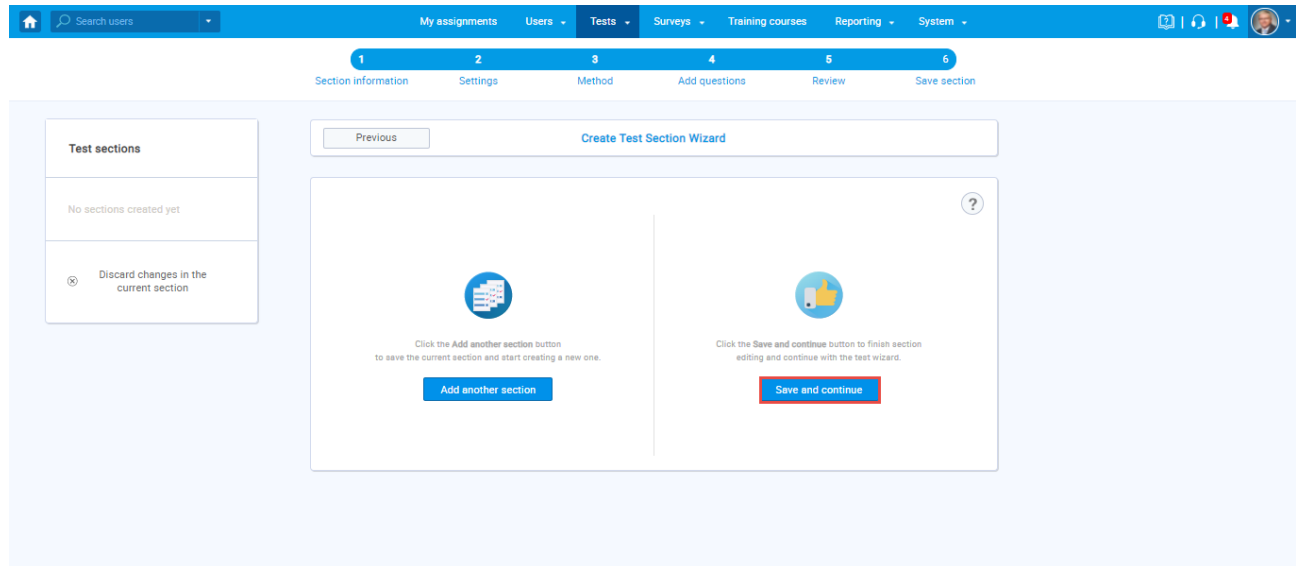 Search users
My assignments
Users
Tests
Surveys
Training courses
Reporting
System
4
1
2
3
4
5
6
Section information
Settings
Method
Add questions
Review
Save section
Test sections
No sections created yet
Discard changes in the
current section
Previous
Create Test Section Wizard
?
Click the Add another section button
to save the current section and start creating a new one.
Add another section
Click the Save and continue button to finish section
editing and continue with the test wizard.
Save and continue